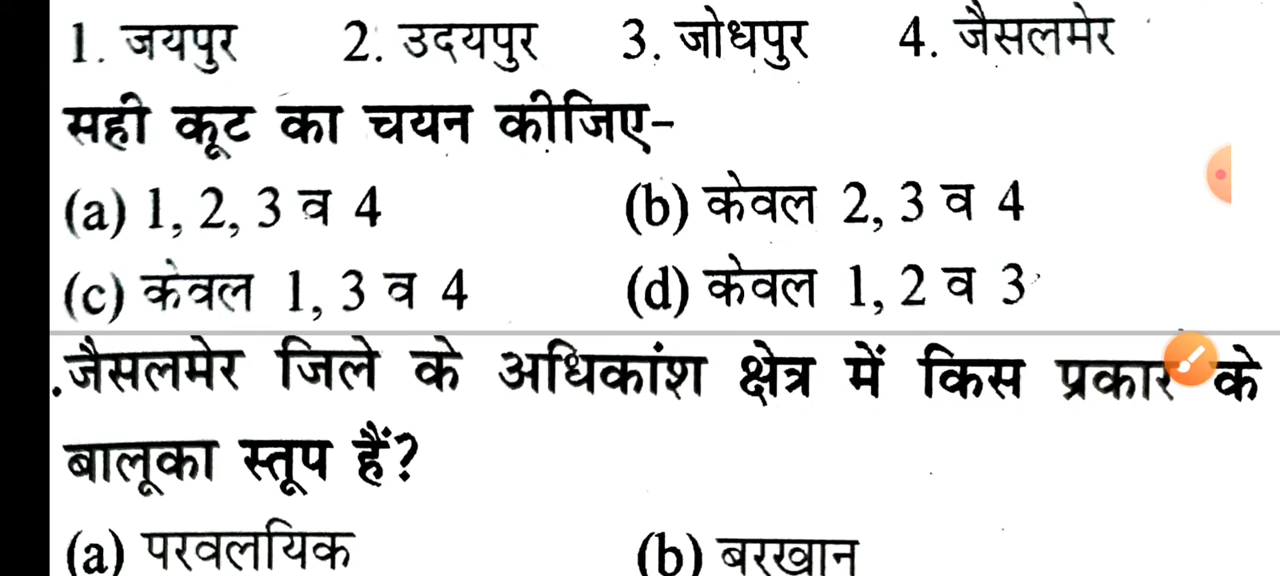 1. जयपुर 2. उदयपुर 3. जोधपुर 4. जैसलमेर
सही कूट का चयन कीजिए-
(a) 1, 2, 3 व 4 (b) केवल 2, 3 व 4
(c) केवल 1, 3 व 4 (d) केवल 1, 2 व 3
.जैसलमेर जिले के अधिकांश क्षेत्र में किस प्रकार के
बालूका स्तूप हैं?
(a) परवलयिक (b) बरखान